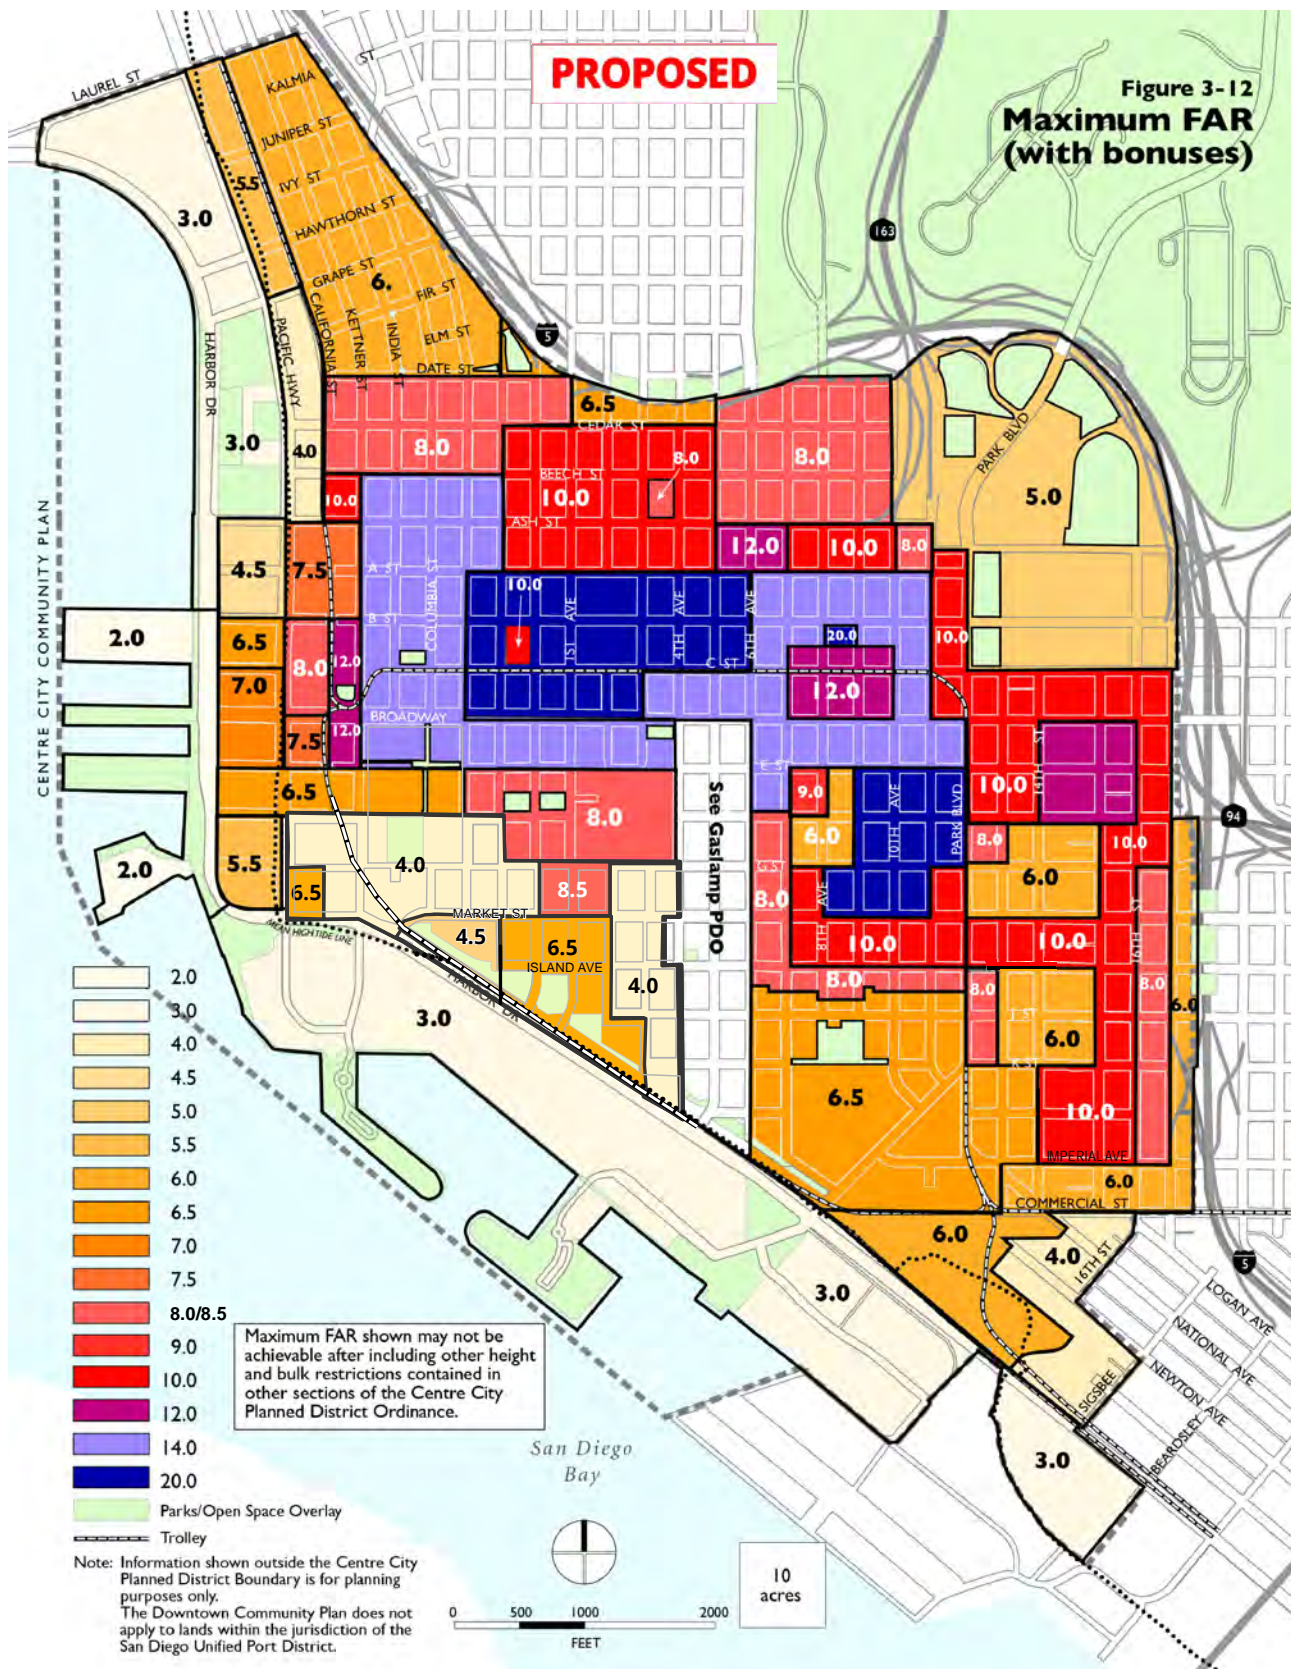 PROPOSED
Figure 3-12
Maximum FAR
(with bonuses)
LAUREL ST
KALMIA
ST
JUNIPER ST
5.5
IVY ST
3.0
HAWTHORN ST
163
GRAPE ST
6.
FIR ST
CALIFORNIA ST
KETTNER ST
INDIA ST
PACIFIC HWY
HARBOR DR
ELM ST
5
DATE ST
6.5
CEDAR ST
PARK BLVD
3.0
4.0
8.0
8.0
8.0
BEECH ST
10.0
10.0
5.0
ASH ST
12.0
10.0
8.0
CENTRE CITY COMMUNITY PLAN
4.5
7.5
A ST
COLUMBIA ST
10.0
1ST AVE
4TH AVE
6TH AVE
B ST
2.0
6.5
8.0
12.0
20.0
10.0
C ST
7.0
12.0
BROADWAY
12.0
7.5
14TH ST
See Gaslamp PDO
E ST
6.5
9.0
10TH AVE
PARK BLVD
10.0
8.0
6.0
94
5.5
4.0
2.0
8.0
10.0
G ST
6.0
6.5
8.5
8.0
8TH AVE
16TH ST
MARKET ST
MEAN HIGH TIDE LINE
4.5
6.5
10.0
10.0
ISLAND AVE
HARBOR DR
4.0
8.0
8.0
8.0
6.0
3.0
J ST
6.0
K ST
6.5
10.0
IMPERIAL AVE
6.0
COMMERCIAL ST
6.0
4.0
16TH ST
5
3.0
LOGAN AVE
NATIONAL AVE
NEWTON AVE
SIGSBEE
BEARDSLEY
3.0
2.0
3.0
4.0
4.5
5.0
5.5
6.0
6.5
7.0
7.5
8.0/8.5
9.0
10.0
12.0
14.0
20.0
Parks/Open Space Overlay
Trolley
Maximum FAR shown may not be
achievable after including other height
and bulk restrictions contained in
other sections of the Centre City
Planned District Ordinance.
San Diego
Bay
Note: Information shown outside the Centre City
Planned District Boundary is for planning
purposes only.
The Downtown Community Plan does not
apply to lands within the jurisdiction of the
San Diego Unified Port District.
0 500 1000 2000
FEET
10
acres